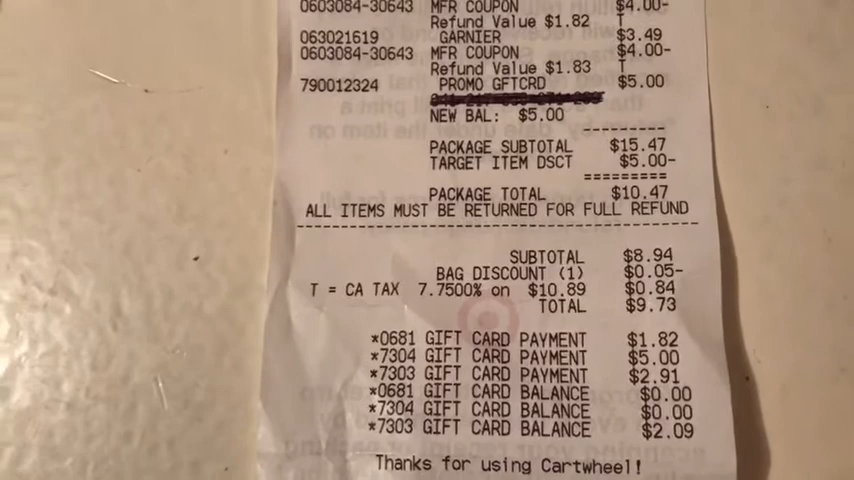 0603084-30643 MFR COUPON $4.00-
Refund Value $1.82 T
063021619 GARNIER $3.49
0603084-30643 MFR COUPON $4.00-
Refund Value $1.83 T
790012324 PROMO GFTCRD $5.00
NEW BAL: $5.00
PACKAGE SUBTOTAL $15.47
TARGET ITEM DSCT $5.00-
PACKAGE TOTAL $10.47
ALL ITEMS MUST BE RETURNED FOR FULL REFUND
SUBTOTAL $8.94
BAG DISCOUNT (1) $0.05-
T = CA TAX 7.7500% on $10.89 $0.84
TOTAL $9.73
*0681 GIFT CARD PAYMENT $1.82
*7304 GIFT CARD PAYMENT $5.00
*7303 GIFT CARD PAYMENT $2.91
*0681 GIFT CARD BALANCE $0.00
*7304 GIFT CARD BALANCE $0.00
*7303 GIFT CARD BALANCE $2.09
Thanks for using Cartwheel!